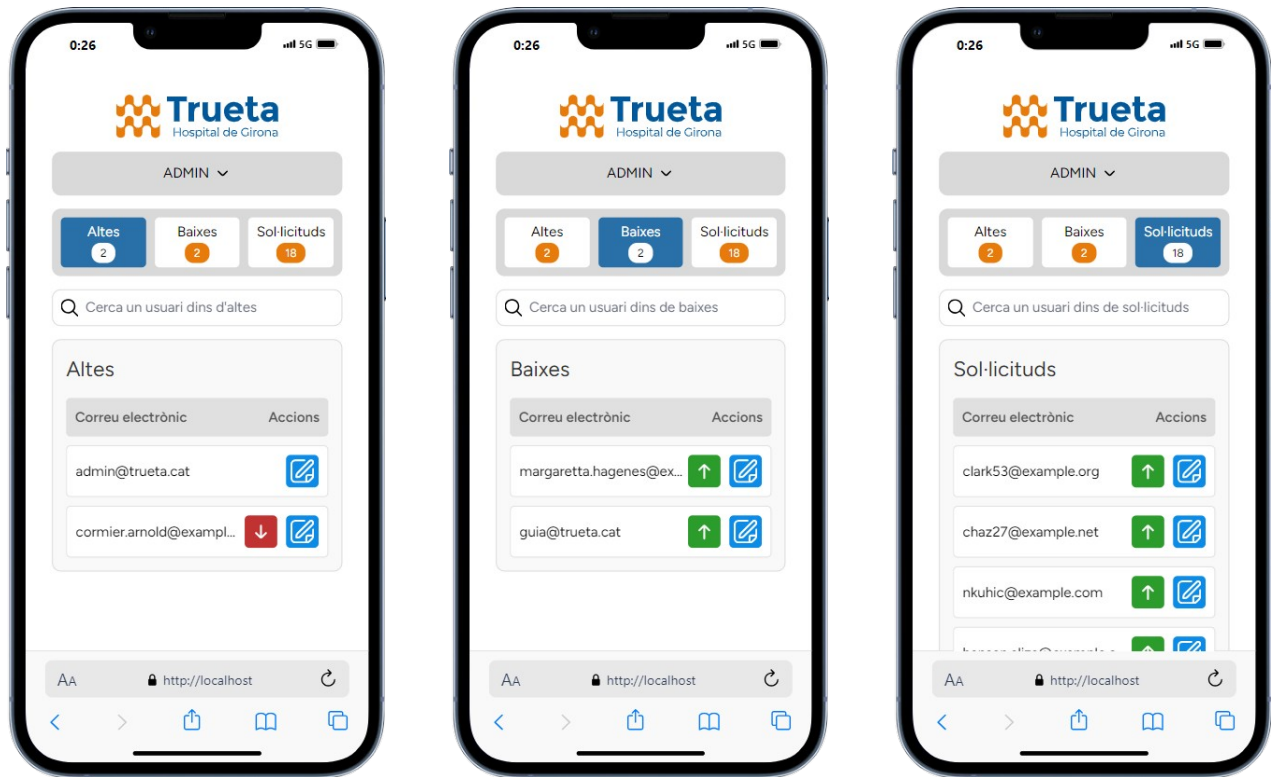 0:26
5G
Trueta
Hospital de Girona
ADMIN
Altes
2
Baixes
2
Sol·licituds
18
Cerca un usuari dins d'altes
Altes
Correu electrònic Accions
admin@trueta.cat
cormier.arnold@exampl...
AA http://localhost
0:26
5G
Trueta
Hospital de Girona
ADMIN
Altes
2
Baixes
2
Sol·licituds
18
Cerca un usuari dins de baixes
Baixes
Correu electrònic Accions
margaretta.hagenes@ex...
guia@trueta.cat
AA http://localhost
0:26
5G
Trueta
Hospital de Girona
ADMIN
Altes
2
Baixes
2
Sol·licituds
18
Cerca un usuari dins de sol·licituds
Sol·licituds
Correu electrònic Accions
clark53@example.org
chaz27@example.net
nkuhic@example.com
AA http://localhost